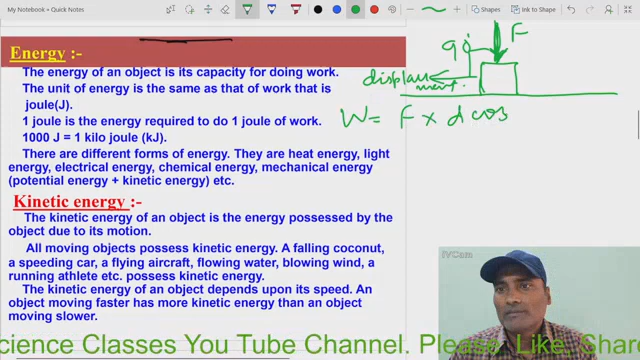 My Notebook › Quick Notes
Shapes
Ink to Shape
Energy :-
The energy of an object is its capacity for doing work.
The unit of energy is the same as that of work that is
joule(J).
1 joule is the energy required to do 1 joule of work.
1000 J = 1 kilo joule (kJ).
There are different forms of energy. They are heat energy, light
energy, electrical energy, chemical energy, mechanical energy
(potential energy + kinetic energy) etc.
Kinetic energy :-
The kinetic energy of an object is the energy possessed by the
object due to its motion.
All moving objects possess kinetic energy. A falling coconut,
a speeding car, a flying aircraft, flowing water, blowing wind, a
running athlete etc. possess kinetic energy.
The kinetic energy of an object depends upon its speed. An
object moving faster has more kinetic energy than an object
moving slower.
F
90°
displace
ment.
W = F × d cos
iVCam
cience Classes You Tube Channel. Please Like, Shar